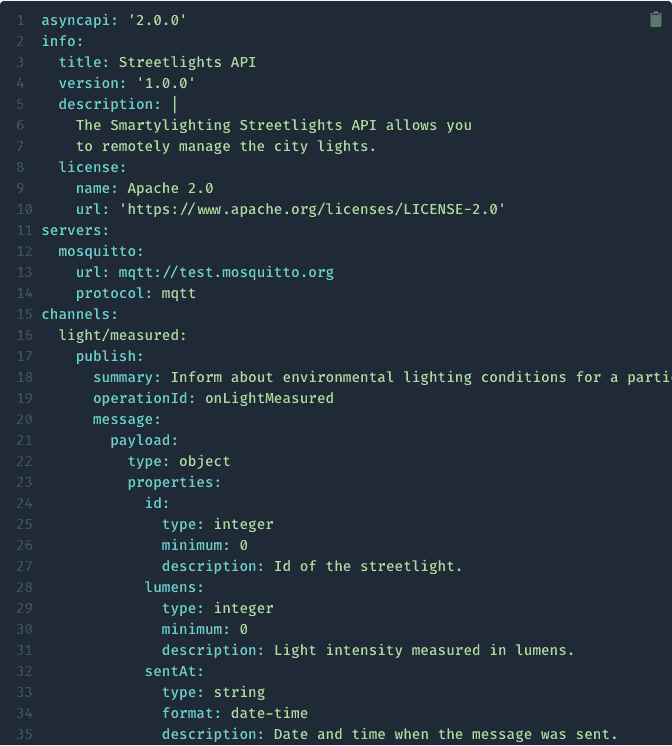 1 asyncapi: '2.0.0'
2 info:
3   title: Streetlights API
4   version: '1.0.0'
5   description: |
6     The Smartylighting Streetlights API allows you
7     to remotely manage the city lights.
8   license:
9     name: Apache 2.0
10     url: 'https://www.apache.org/licenses/LICENSE-2.0'
11 servers:
12   mosquitto:
13     url: mqtt://test.mosquitto.org
14     protocol: mqtt
15 channels:
16   light/measured:
17     publish:
18       summary: Inform about environmental lighting conditions for a parti
19       operationId: onLightMeasured
20       message:
21         payload:
22           type: object
23           properties:
24             id:
25               type: integer
26               minimum: 0
27               description: Id of the streetlight.
28             lumens:
29               type: integer
30               minimum: 0
31               description: Light intensity measured in lumens.
32             sentAt:
33               type: string
34               format: date-time
35               description: Date and time when the message was sent.